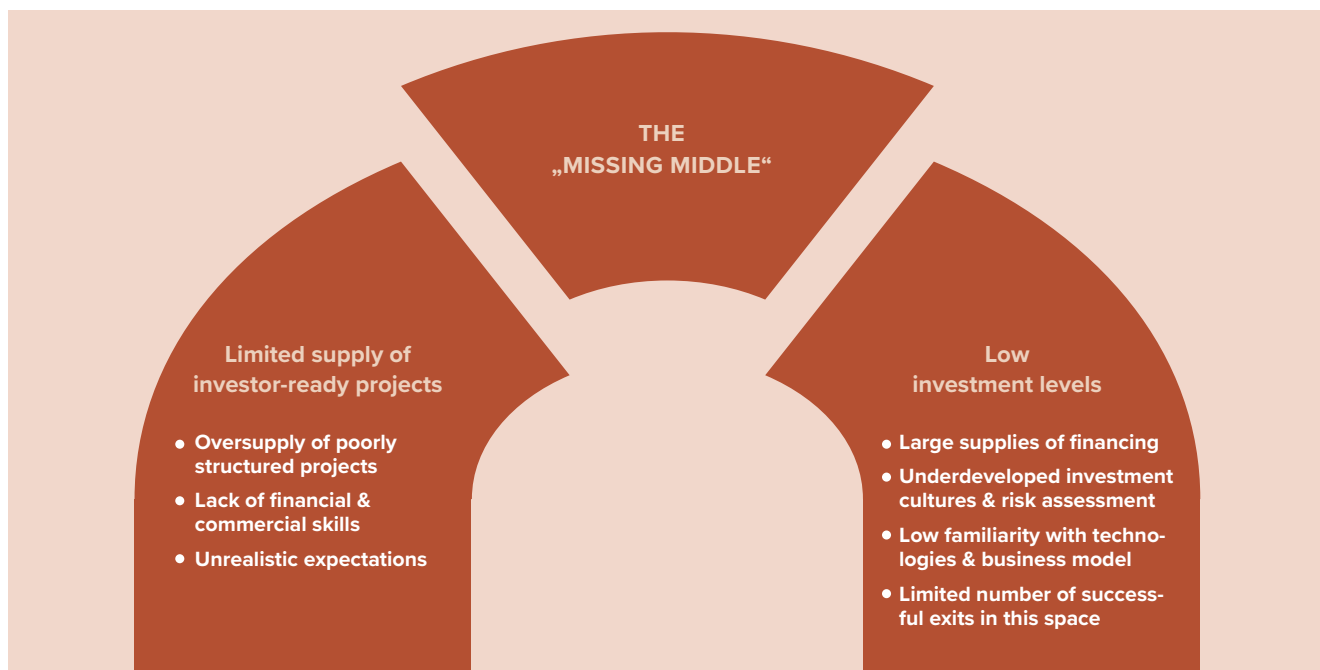 THE
„MISSING MIDDLE“
Limited supply of
investor-ready projects
• Oversupply of poorly
structured projects
• Lack of financial &
commercial skills
• Unrealistic expectations
Low
investment levels
• Large supplies of financing
• Underdeveloped investment
cultures & risk assessment
• Low familiarity with techno-
logies & business model
• Limited number of success-
ful exits in this space